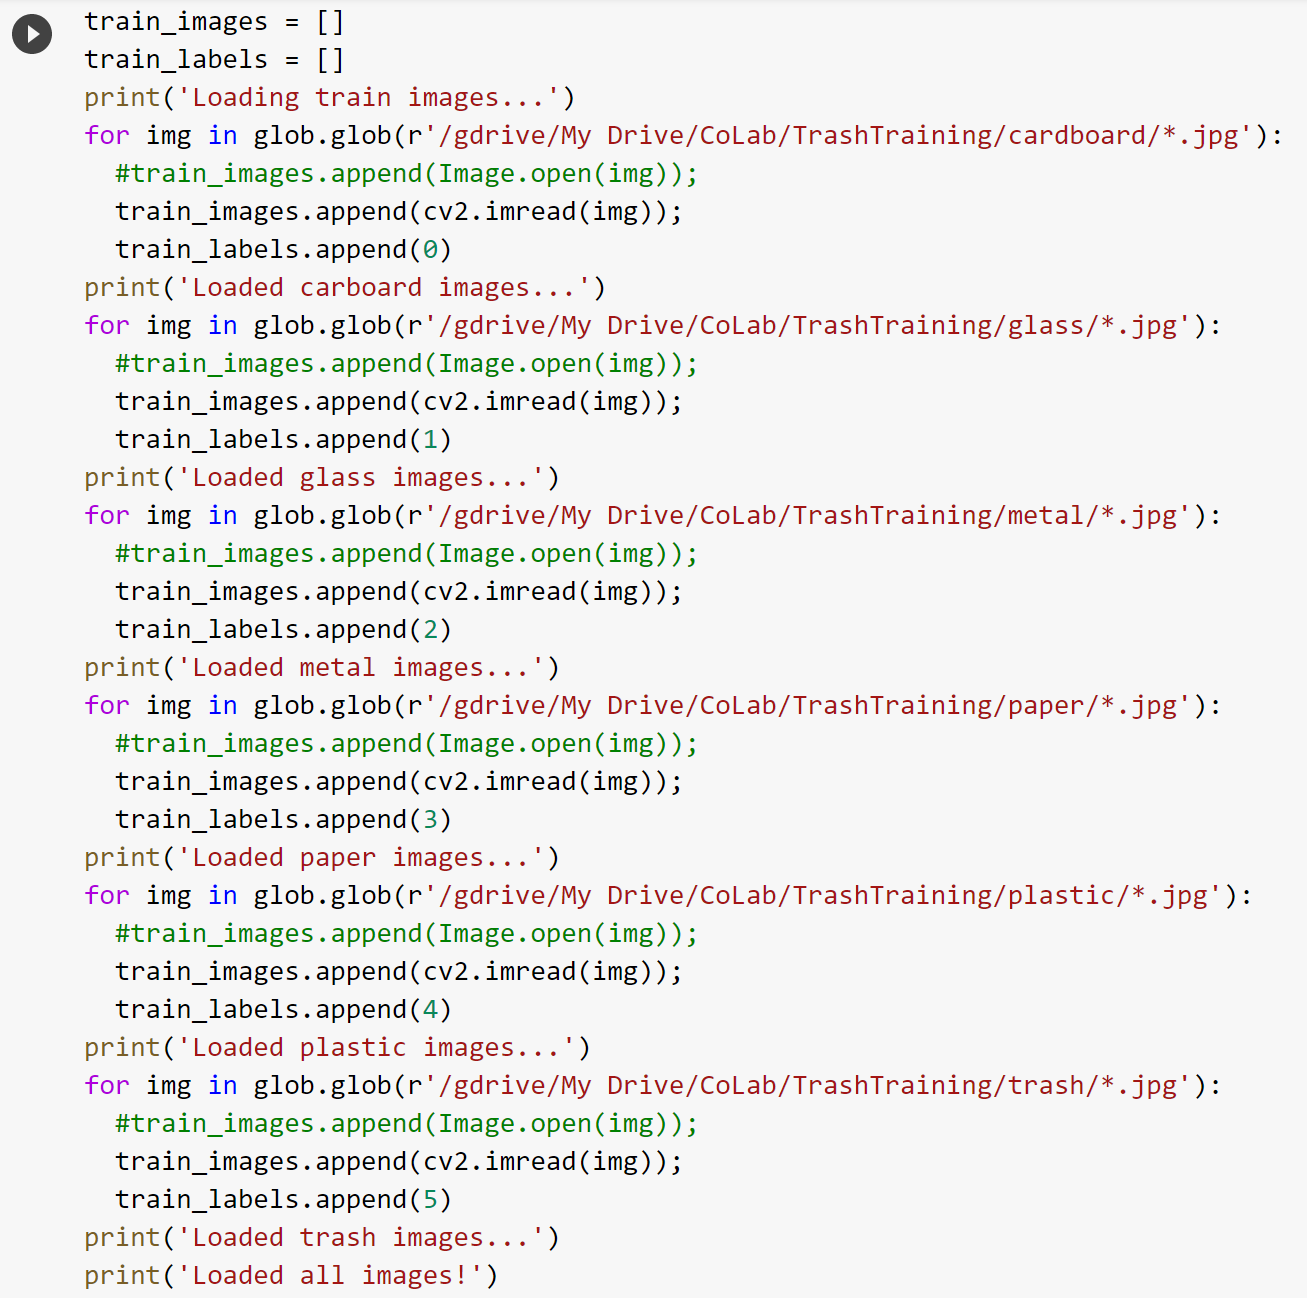 train_images = []
train_labels = []
print('Loading train images...')
for img in glob.glob(r'/gdrive/My Drive/CoLab/TrashTraining/cardboard/*.jpg'):
  #train_images.append(Image.open(img));
  train_images.append(cv2.imread(img));
  train_labels.append(0)
print('Loaded carboard images...')
for img in glob.glob(r'/gdrive/My Drive/CoLab/TrashTraining/glass/*.jpg'):
  #train_images.append(Image.open(img));
  train_images.append(cv2.imread(img));
  train_labels.append(1)
print('Loaded glass images...')
for img in glob.glob(r'/gdrive/My Drive/CoLab/TrashTraining/metal/*.jpg'):
  #train_images.append(Image.open(img));
  train_images.append(cv2.imread(img));
  train_labels.append(2)
print('Loaded metal images...')
for img in glob.glob(r'/gdrive/My Drive/CoLab/TrashTraining/paper/*.jpg'):
  #train_images.append(Image.open(img));
  train_images.append(cv2.imread(img));
  train_labels.append(3)
print('Loaded paper images...')
for img in glob.glob(r'/gdrive/My Drive/CoLab/TrashTraining/plastic/*.jpg'):
  #train_images.append(Image.open(img));
  train_images.append(cv2.imread(img));
  train_labels.append(4)
print('Loaded plastic images...')
for img in glob.glob(r'/gdrive/My Drive/CoLab/TrashTraining/trash/*.jpg'):
  #train_images.append(Image.open(img));
  train_images.append(cv2.imread(img));
  train_labels.append(5)
print('Loaded trash images...')
print('Loaded all images!')